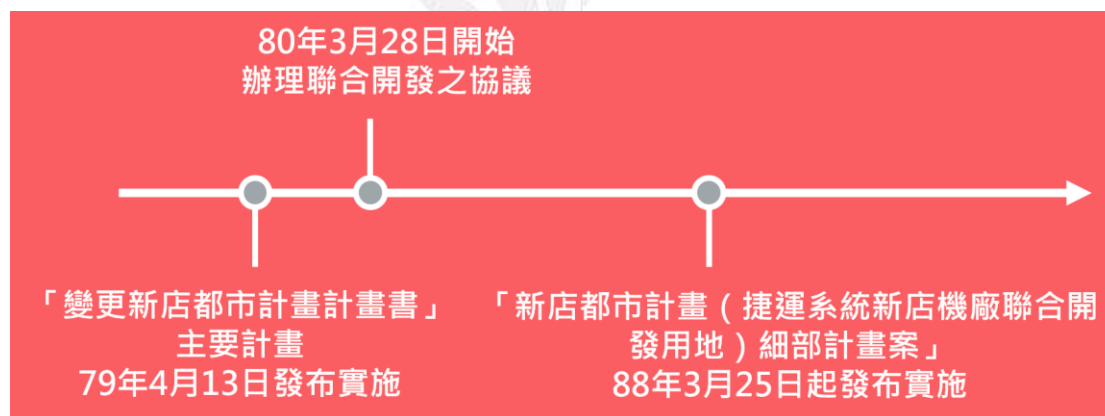 80年3月28日開始
辦理聯合開發之協議
「變更新店都市計畫計畫書」
主要計畫
79年4月13日發布實施
「新店都市計畫（捷運系統新店機廠聯合開
發用地）細部計畫案」
88年3月25日起發布實施